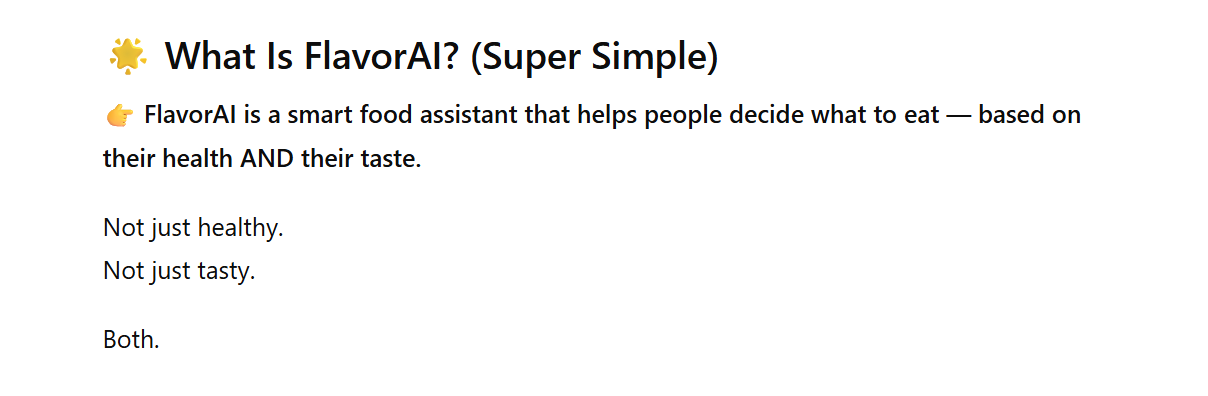 🌟 What Is FlavorAI? (Super Simple)
👉 FlavorAI is a smart food assistant that helps people decide what to eat — based on
their health AND their taste.
Not just healthy.
Not just tasty.
Both.